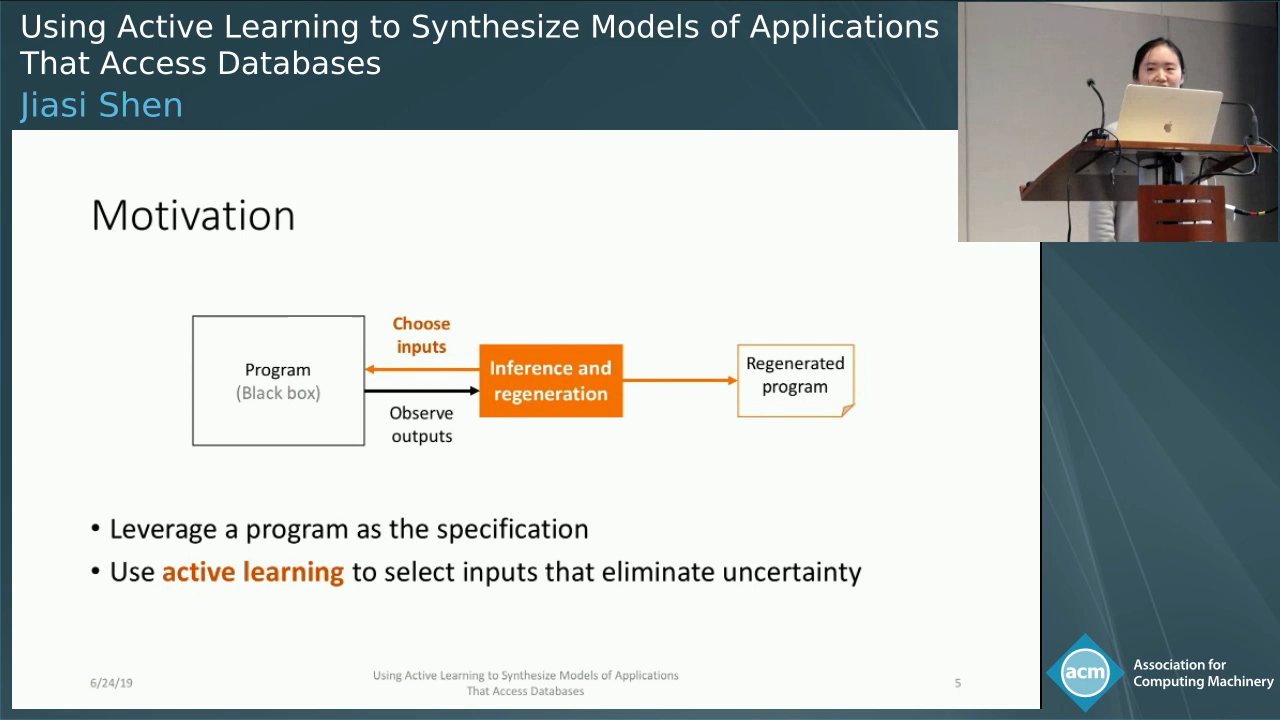 Using Active Learning to Synthesize Models of Applications
That Access Databases
Jiasi Shen
Motivation
Program
(Black box)
Choose
inputs
Observe
outputs
Inference and
regeneration
Regenerated
program
• Leverage a program as the specification
• Use active learning to select inputs that eliminate uncertainty
6/24/19
Using Active Learning to Synthesize Models of Applications
That Access Databases
5
acm
Association for
Computing Machinery